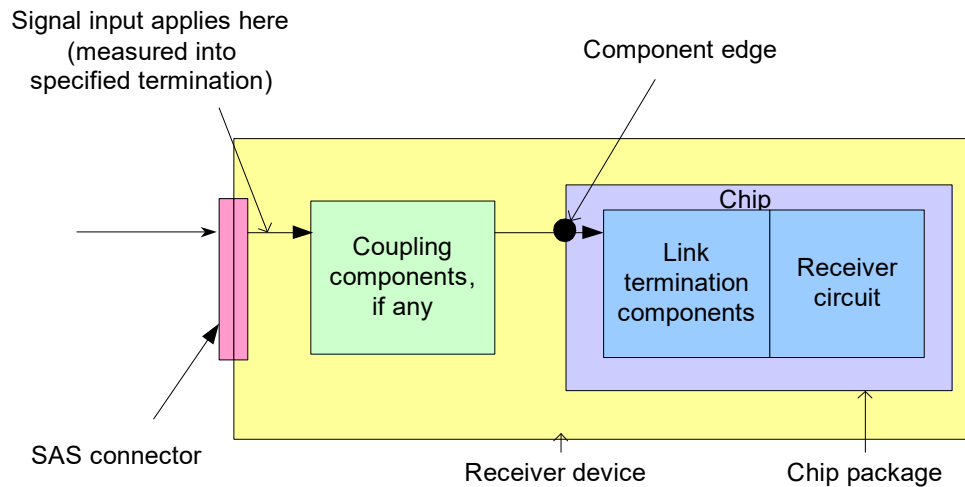 Signal input applies here
(measured into
specified termination)
Component edge
Chip
Coupling
components,
if any
Link
termination
components
Receiver
circuit
SAS connector
Receiver device
Chip package